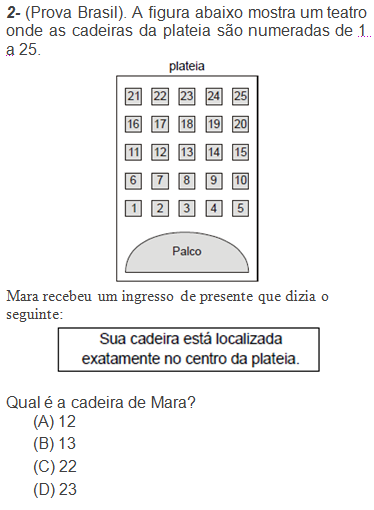 2- (Prova Brasil). A figura abaixo mostra um teatro
onde as cadeiras da plateia são numeradas de 1
a 25.
plateia
21 22 23 24 25
16 17 18 19 20
11 12 13 14 15
6 7 8 9 10
1 2 3 4 5
Palco
Mara recebeu um ingresso de presente que dizia o
seguinte:
Sua cadeira está localizada
exatamente no centro da plateia.
Qual é a cadeira de Mara?
(A) 12
(B) 13
(C) 22
(D) 23